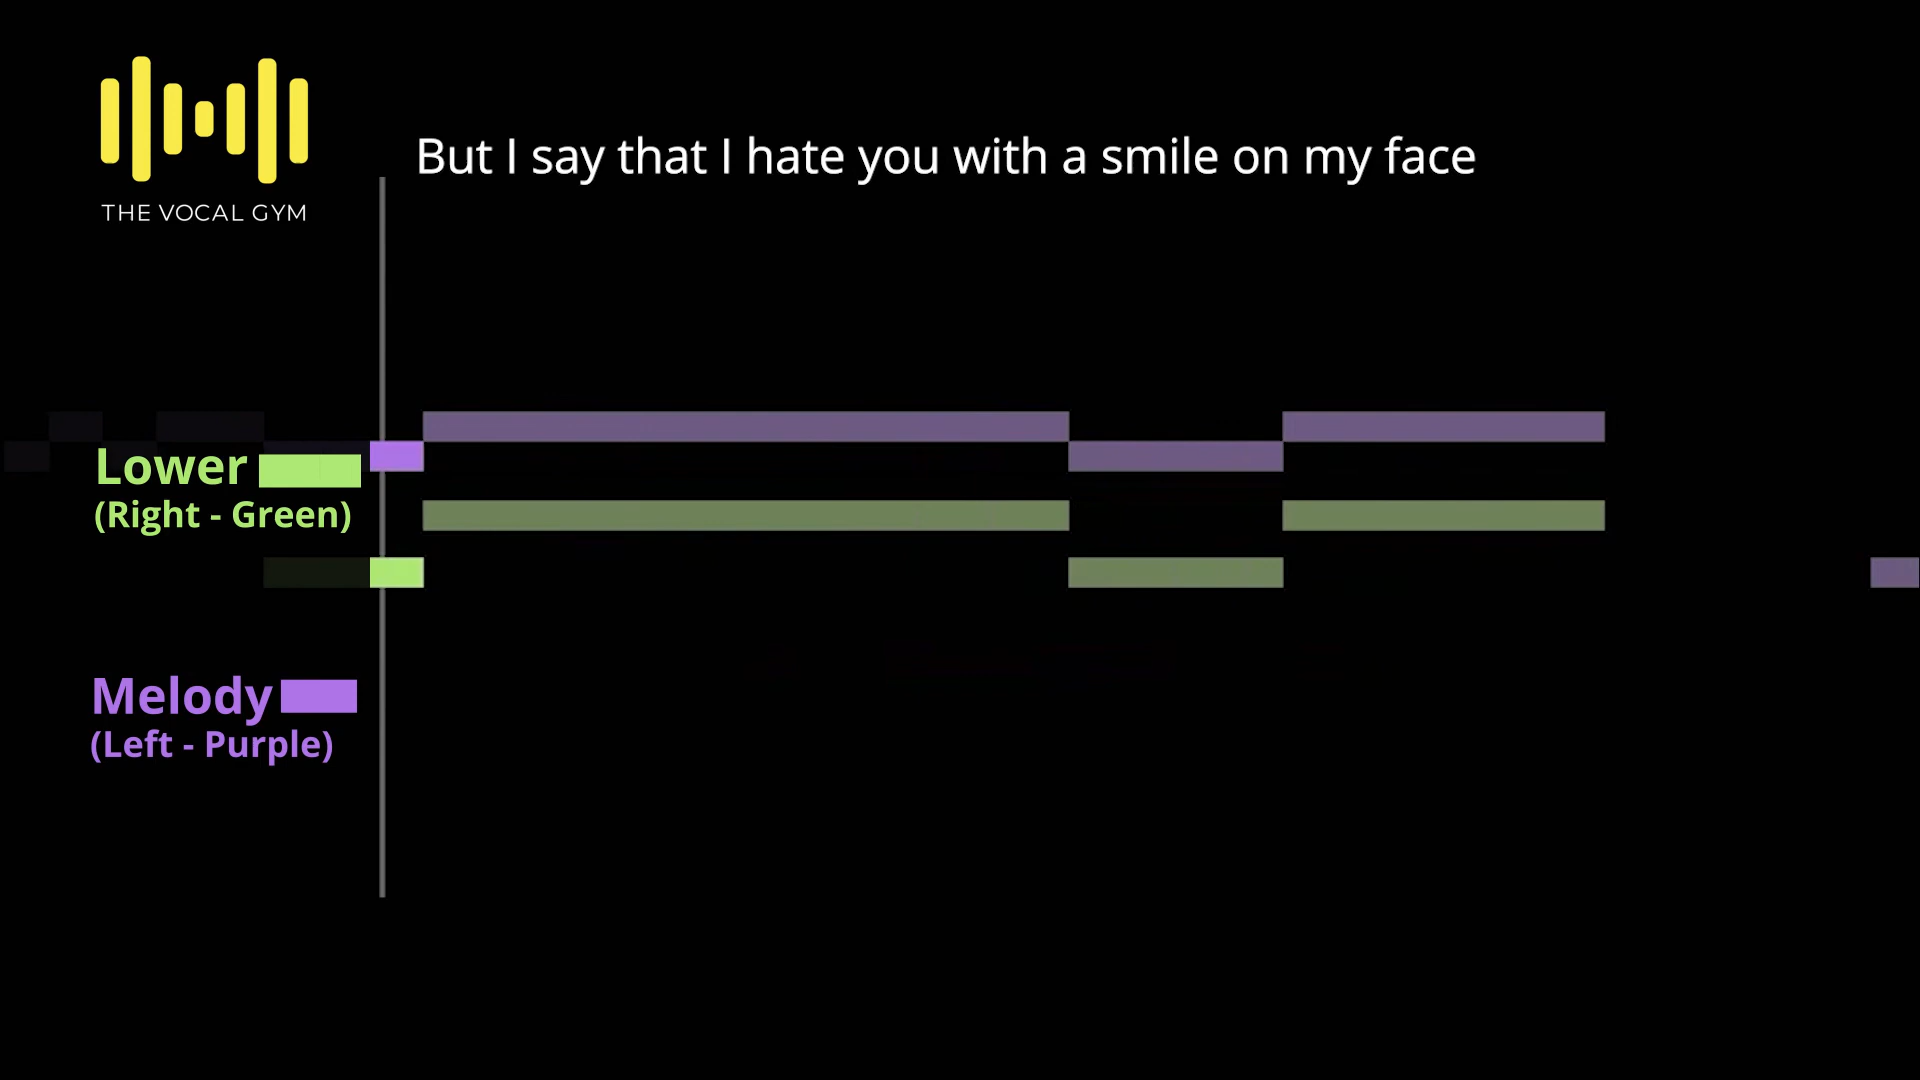 THE VOCAL GYM
But I say that I hate you with a smile on my face
Lower
(Right - Green)
Melody
(Left - Purple)